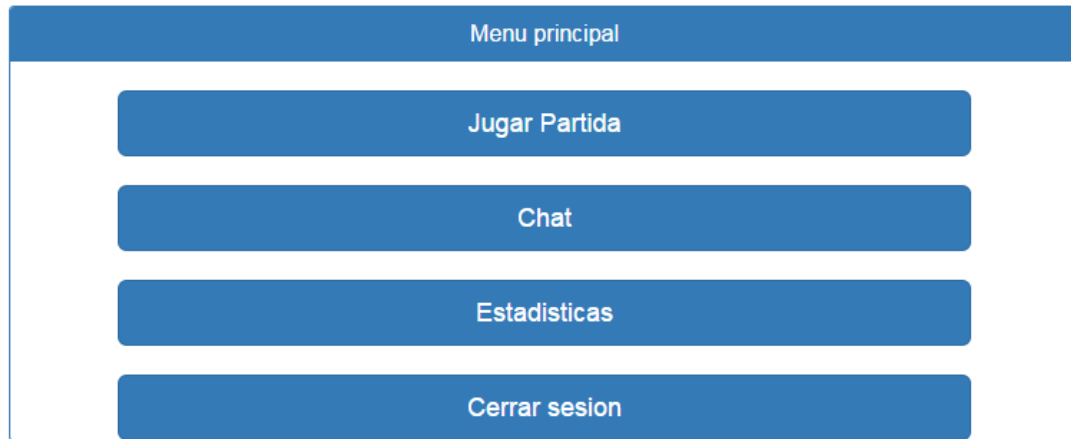 Menu principal
Jugar Partida
Chat
Estadisticas
Cerrar sesion